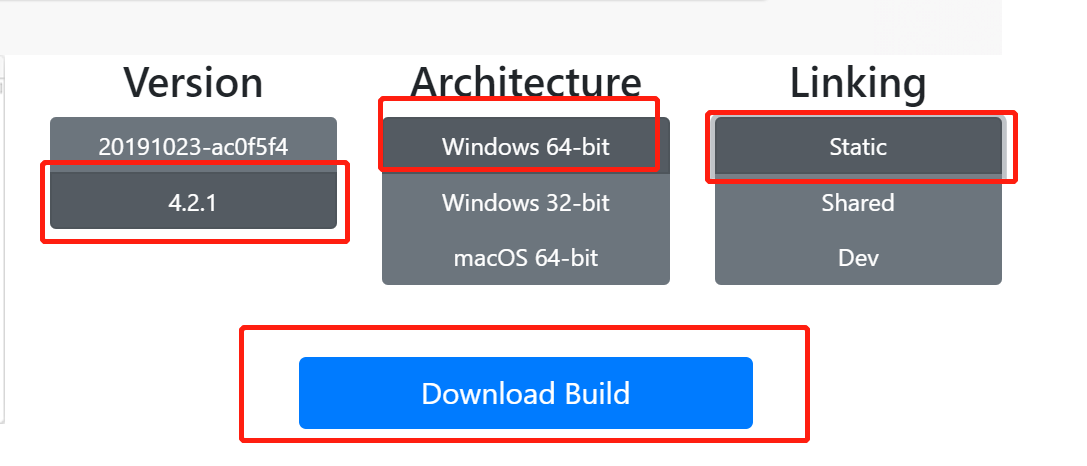 Version
Architecture
Linking
20191023-ac0f5f4
Windows 64-bit
Static
4.2.1
Windows 32-bit
Shared
macOS 64-bit
Dev
Download Build